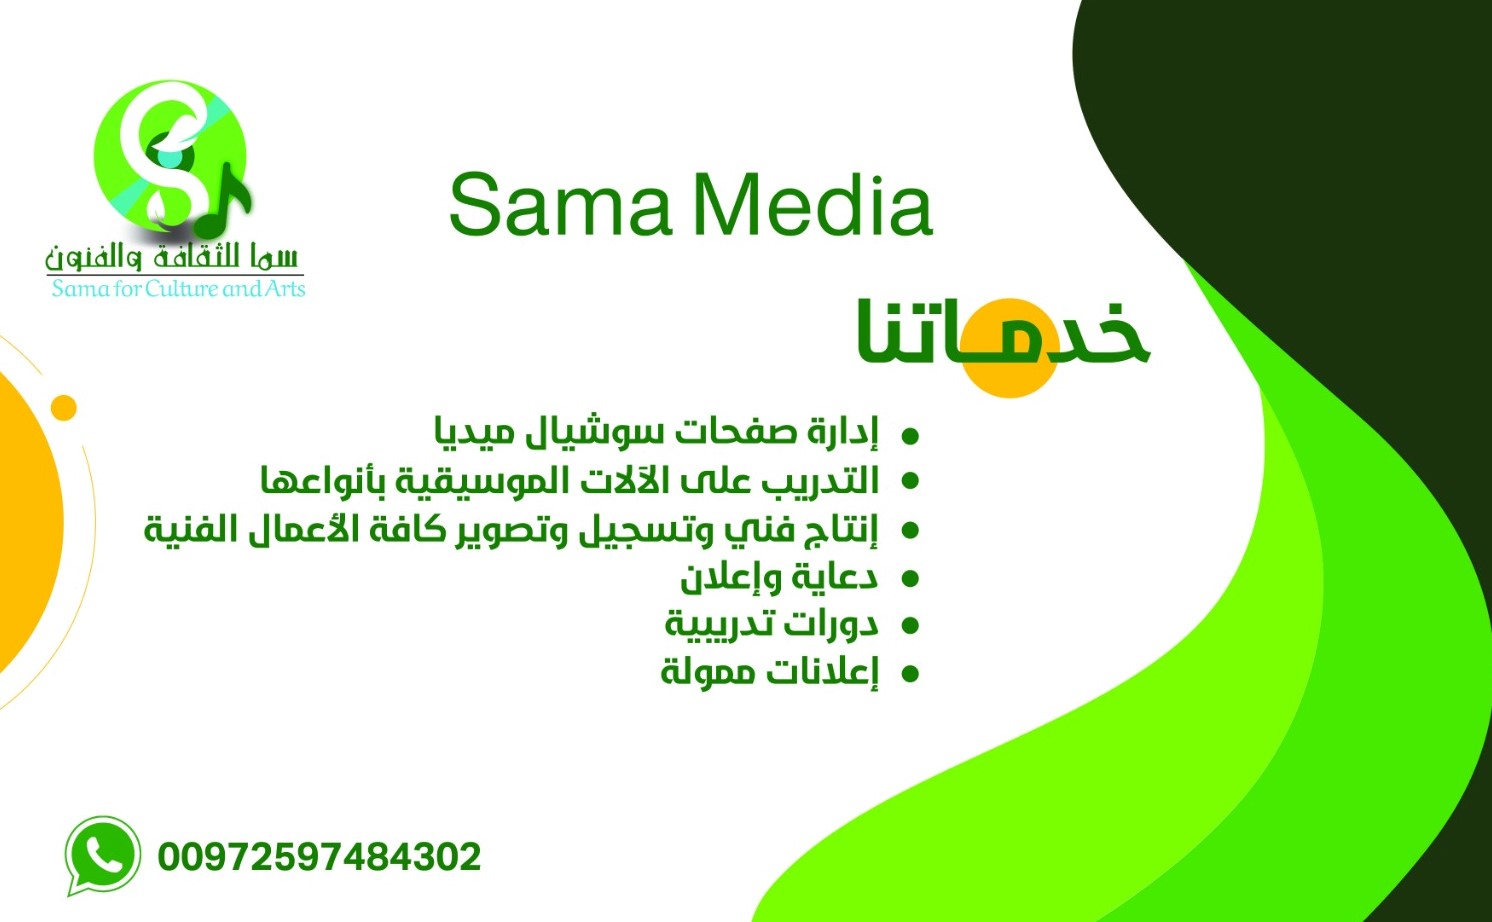 سما للثقافة والفنون
Sama for Culture and Arts
Sama Media
خدمــاتنا
• إدارة صفحات سوشيال ميديا
• التدريب على الآلات الموسيقية بأنواعها
• إنتاج فني وتسجيل وتصوير كافة الأعمال الفنية
• دعاية وإعلان
• دورات تدريبية
• إعلانات ممولة
00972597484302